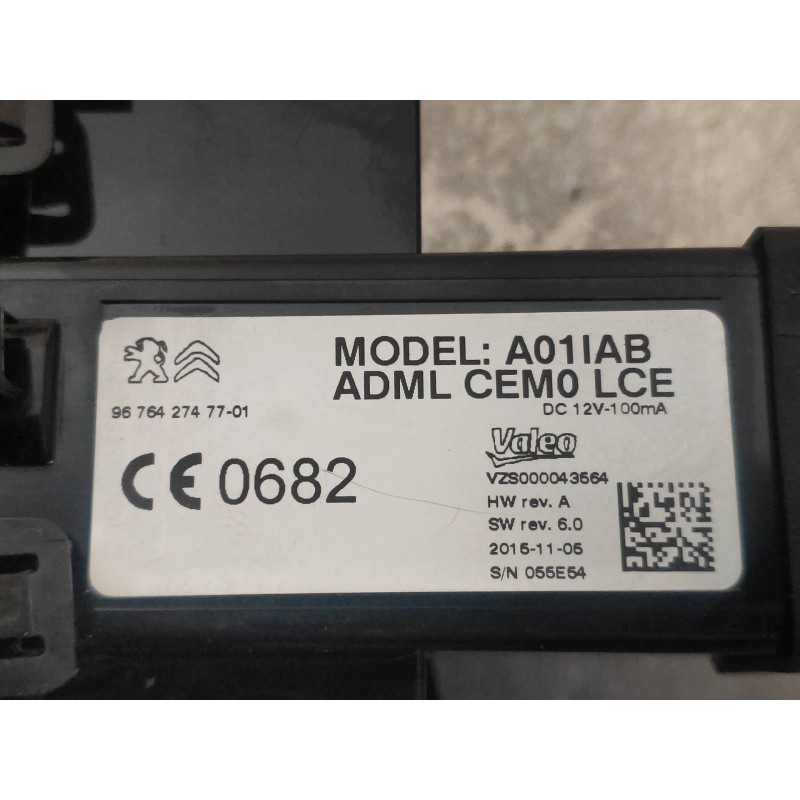 MODEL: A01IAB
ADML CEM0 LCE
DC 12V-100mA
96 764 274 77-01
CE 0682
Valeo
VZS000043564
HW rev. A
SW rev. 6.0
2015-11-05
S/N 055E54